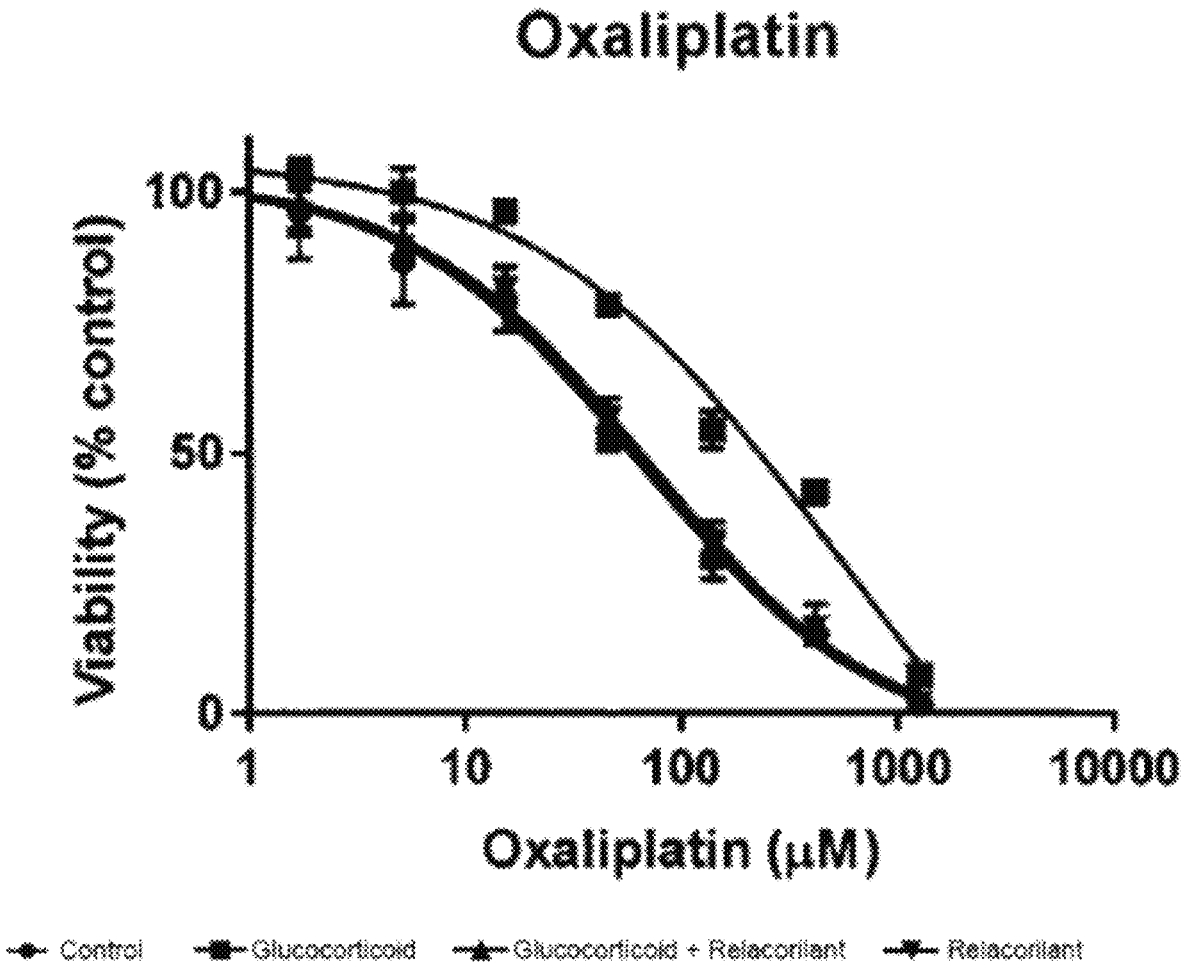 Oxaliplatin
Viability (% control)
100
50
0
1 10 100 1000 10000
Oxaliplatin (μM)
Control Glucocorticoid Glucocorticoid + Relacorilant Relacorilant